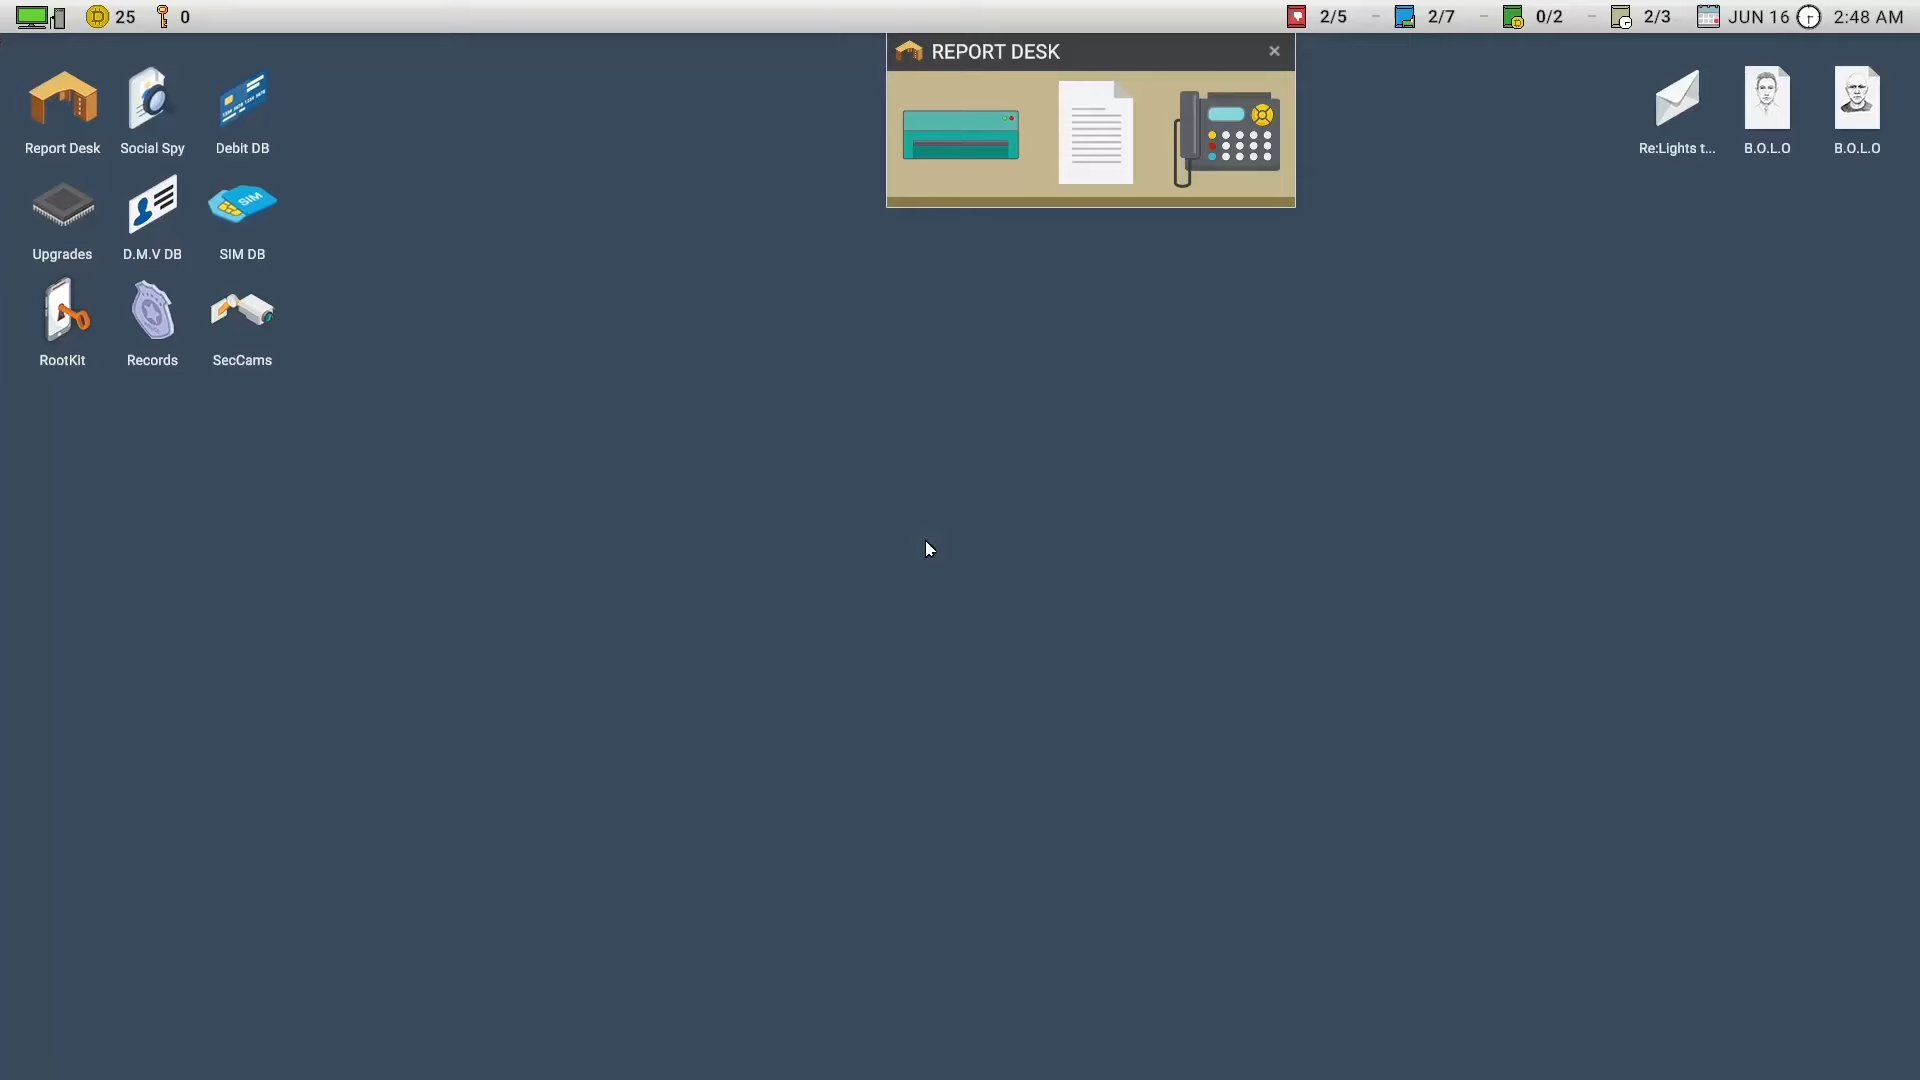 25 0 2/5 - 2/7 - 0/2 - 2/3 JUN 16 2:48 AM
REPORT DESK
Report Desk Social Spy Debit DB Re:Lights t... B.O.L.O B.O.L.O
Upgrades D.M.V DB SIM DB
RootKit Records SecCams
SIM